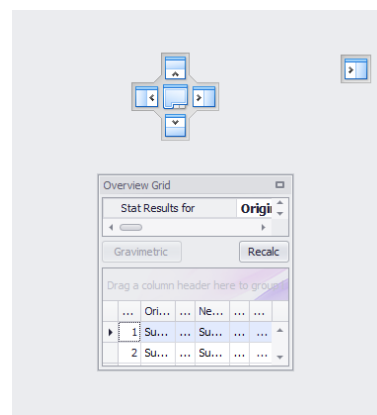 Overview Grid
Stat Results for Origi
Gravimetric Recalc
Drag a column header here to grou
... Ori... ... Ne... ... ...
1 Su... ... Su... ... ...
2 Su... ... Su... ... ...